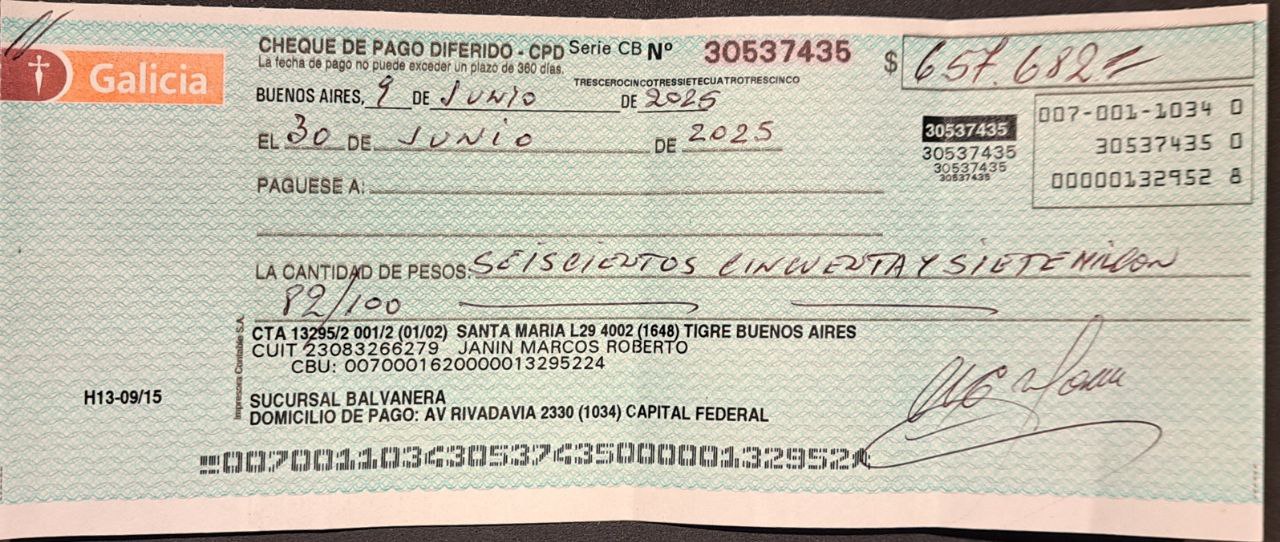 Galicia
CHEQUE DE PAGO DIFERIDO - CPD Serie CB Nº 30537435 $ 657.682
La fecha de pago no puede exceder un plazo de 360 días.
TRESCEROCINCOTRESSIETECUATROTRESCINCO
BUENOS AIRES, 9 DE JUNIO DE 2025
007-001-1034 0
EL 30 DE JUNIO DE 2025
30537435
30537435 0
30537435
30537435
30537435
00000132952 8
PAGUESE A:
LA CANTIDAD DE PESOS: SEISCIENTOS CINCUENTA Y SIETE MIL CON
82/100
CTA 13295/2 001/2 (01/02) SANTA MARIA L29 4002 (1648) TIGRE BUENOS AIRES
CUIT 23083266279 JANIN MARCOS ROBERTO
CBU: 0070001620000013295224
Impresora Contable S.A.
H13-09/15
SUCURSAL BALVANERA
DOMICILIO DE PAGO: AV RIVADAVIA 2330 (1034) CAPITAL FEDERAL
00700110343053743500000132952